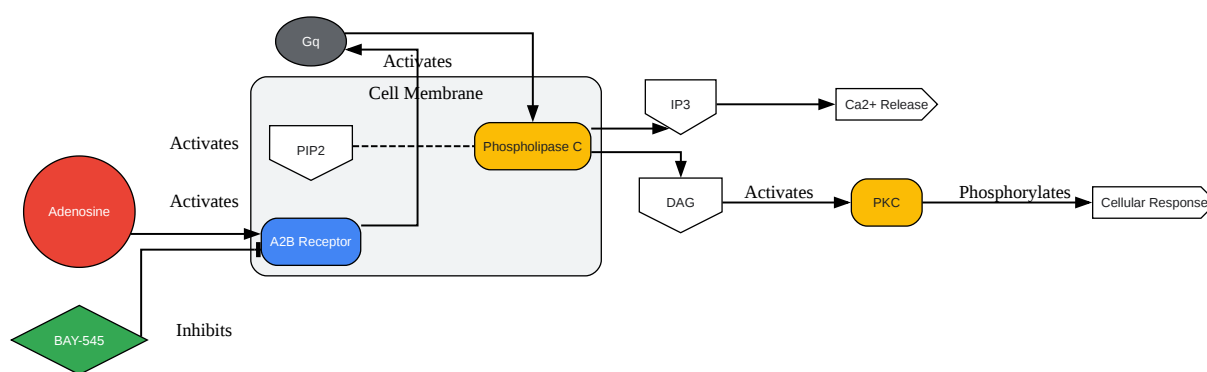 Gq
Activates
Cell Membrane
IP3
Ca2+ Release
Activates
PIP2
Phospholipase C
Adenosine
Activates
DAG
Activates
PKC
Phosphorylates
Cellular Response
A2B Receptor
BAY-545
Inhibits